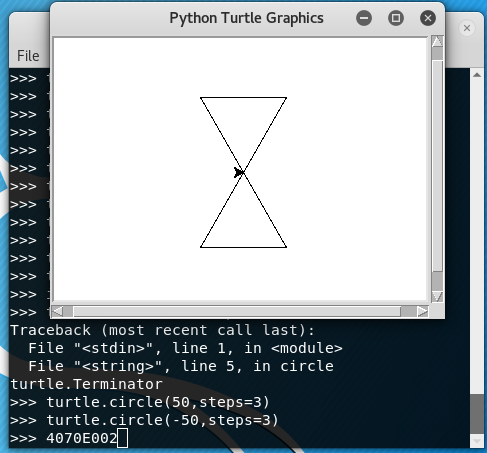 Python Turtle Graphics
File
>>>
>>>
>>>
>>>
>>>
>>>
>>>
>>>
>>>
>>>
>>>
>>>
>>>
>>>
Traceback (most recent call last):
  File "<stdin>", line 1, in <module>
  File "<string>", line 5, in circle
turtle.Terminator
>>> turtle.circle(50,steps=3)
>>> turtle.circle(-50,steps=3)
>>> 4070E002